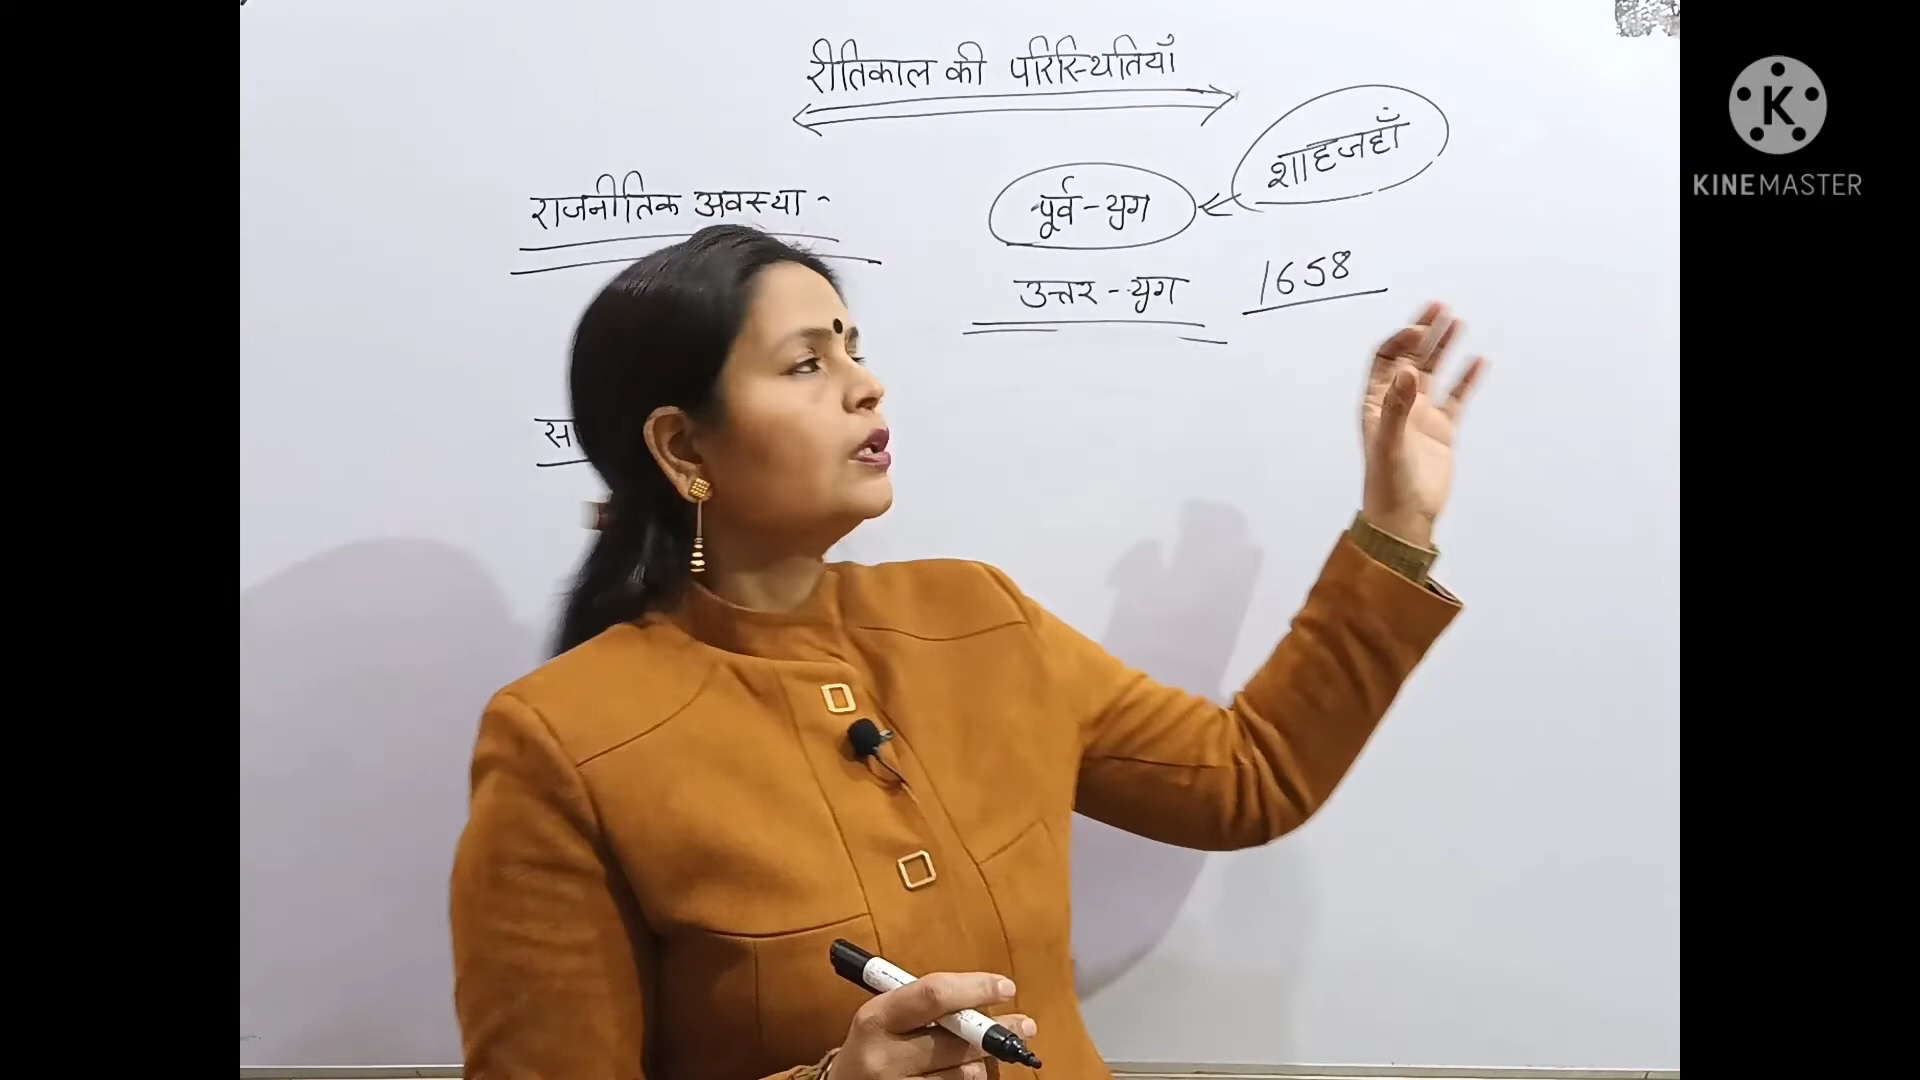 रीतिकाल की परिस्थितियाँ
शाहजहाँ
राजनीतिक अवस्था -
पूर्व - युग
उत्तर - युग 1658
स
K
KINEMASTER